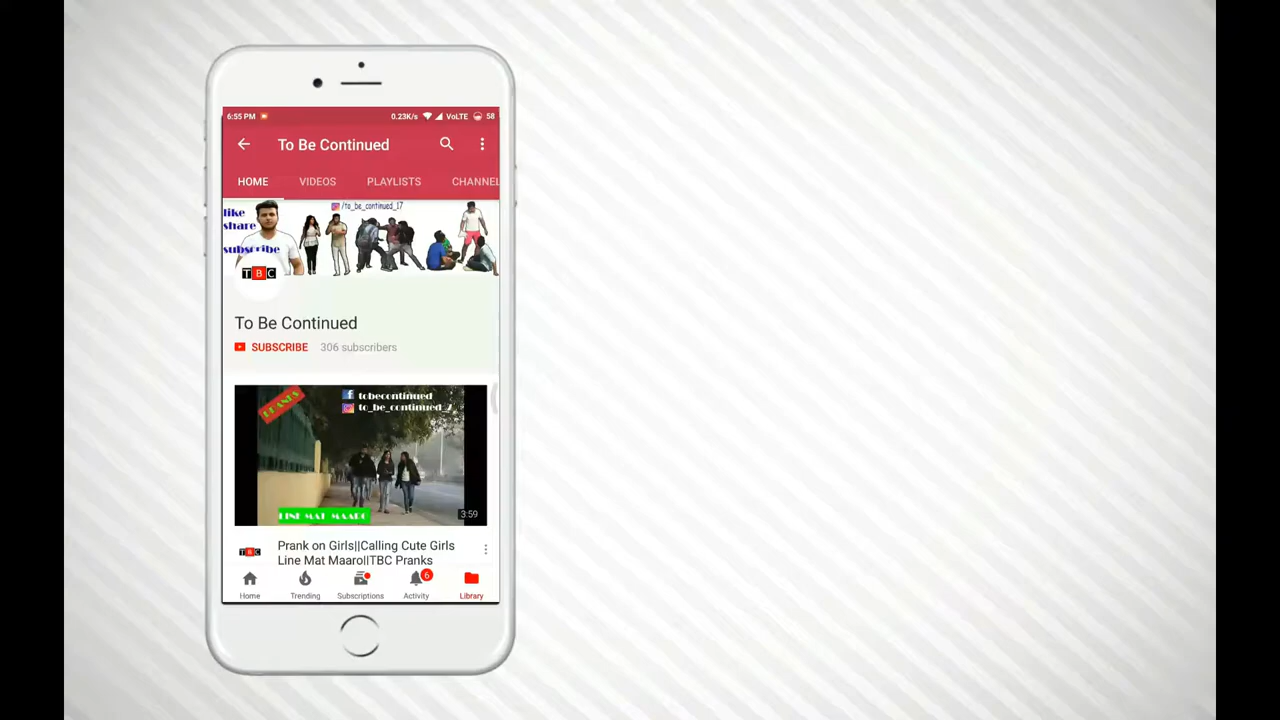 6:55 PM 0.23K/s VoLTE 58
To Be Continued
HOME VIDEOS PLAYLISTS CHANNEL
/to_be_continued_17
like
share
subscribe
TBC
To Be Continued
SUBSCRIBE 306 subscribers
PRANKS
tobecontinued
to_be_continued_7
LINE MAT MAARO
3:59
TBC
Prank on Girls||Calling Cute Girls
Line Mat Maaro||TBC Pranks
6
Home Trending Subscriptions Activity Library